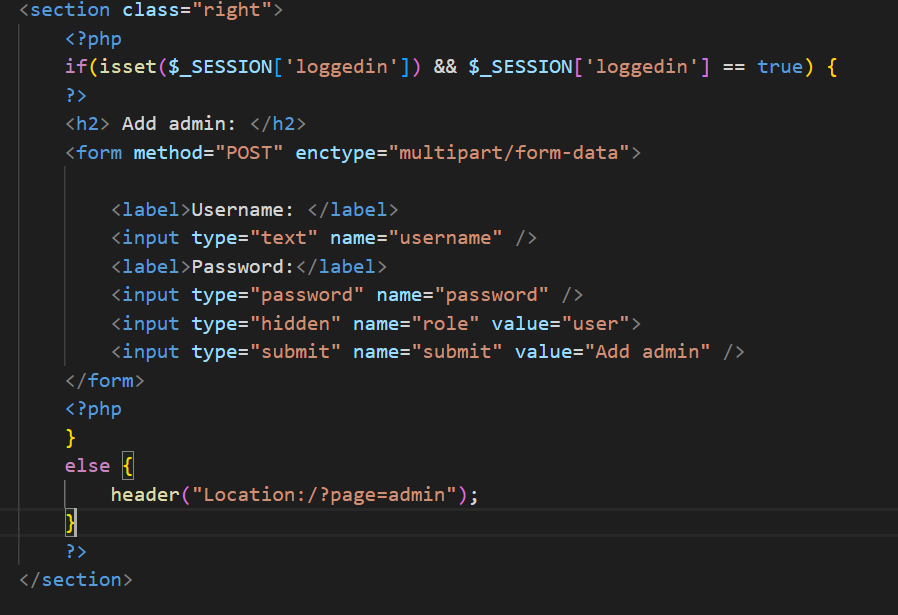 <section class="right">
<?php
if(isset($_SESSION['loggedin']) && $_SESSION['loggedin'] == true) {
?>
<h2> Add admin: </h2>
<form method="POST" enctype="multipart/form-data">
<label>Username: </label>
<input type="text" name="username" />
<label>Password:</label>
<input type="password" name="password" />
<input type="hidden" name="role" value="user">
<input type="submit" name="submit" value="Add admin" />
</form>
<?php
}
else {
header("Location:/?page=admin");
}
?>
</section>